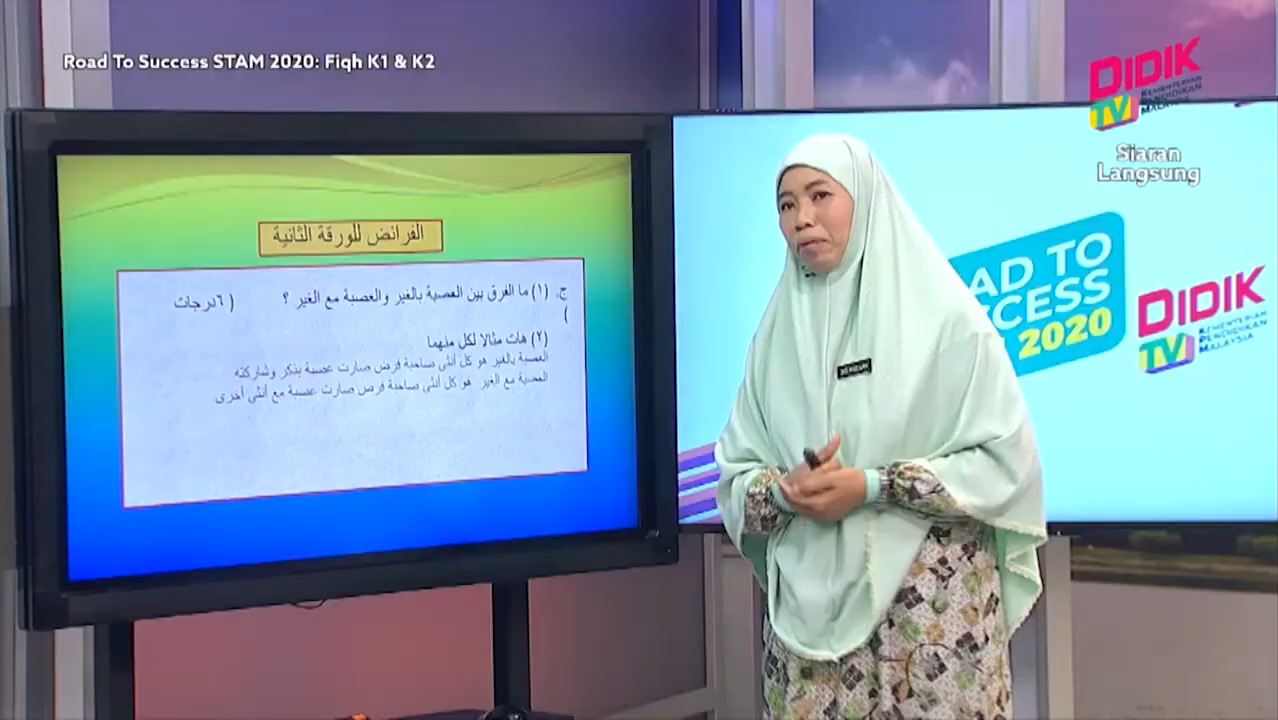 Road To Success STAM 2020: Fiqh K1 & K2
DIDIK
TV
KEMENTERIAN
PENDIDIKAN
MALAYSIA
Siaran
Langsung
الفرائض للورقة الثانية
ج. (١) ما الفرق بين العصبة بالغير والعصبة مع الغير ؟ ( ٦درجات
)
(٢) هات مثالا لكل منهما
العصبة بالغير هو كل أنثى صاحبة فرض صارت عصبة بذكر وشاركته
العصبة مع الغير هو كل أنثى صاحبة فرض صارت عصبة مع أنثى أخرى
AD TO
CCESS
2020
DIDIK
TV
KEMENTERIAN
PENDIDIKAN
MALAYSIA